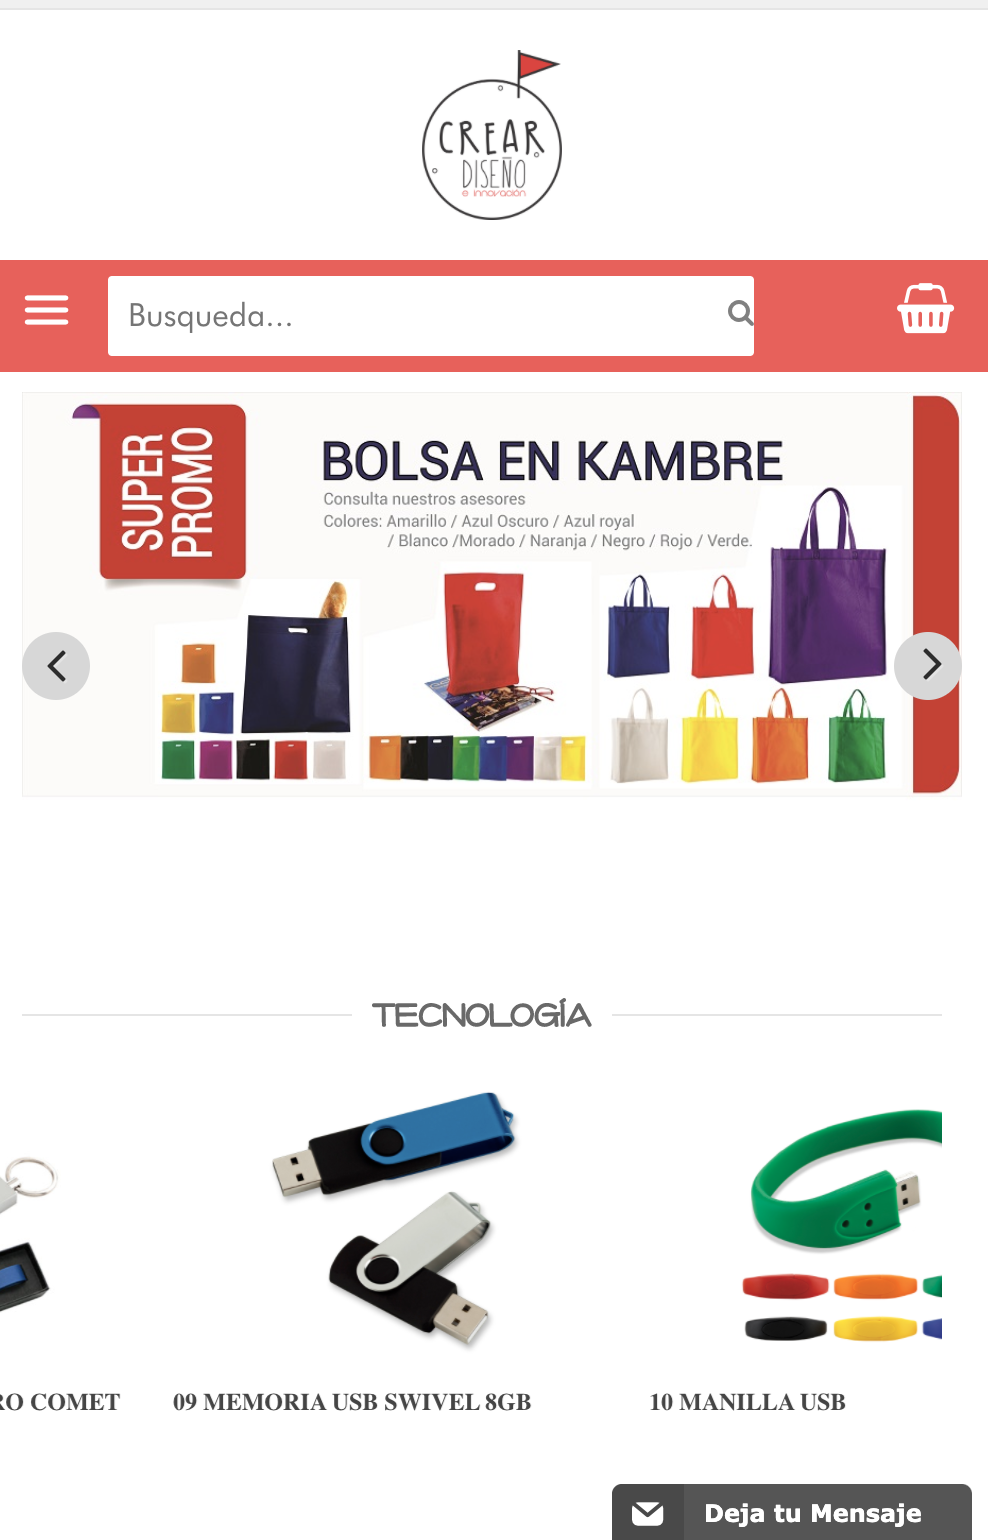 CREAR
DISEÑO
e innovación
Busqueda...
SUPER
PROMO
BOLSA EN KAMBRE
Consulta nuestros asesores
Colores: Amarillo / Azul Oscuro / Azul royal
/ Blanco /Morado / Naranja / Negro / Rojo / Verde.
TECNOLOGÍA
RO COMET
09 MEMORIA USB SWIVEL 8GB
10 MANILLA USB
Deja tu Mensaje